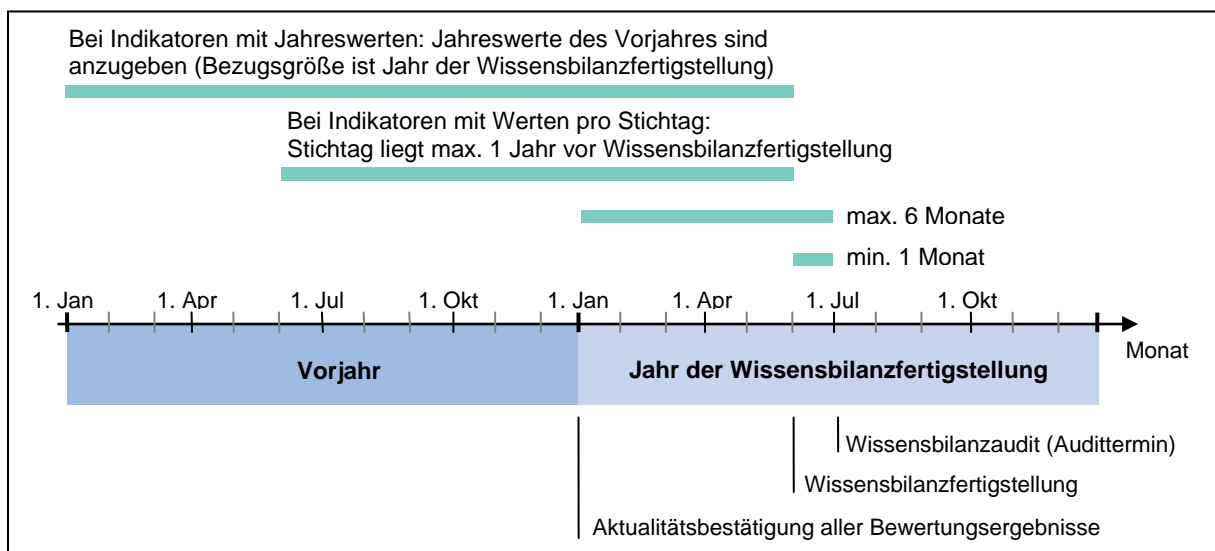 Bei Indikatoren mit Jahreswerten: Jahreswerte des Vorjahres sind
anzugeben (Bezugsgröße ist Jahr der Wissensbilanzfertigstellung)
Bei Indikatoren mit Werten pro Stichtag:
Stichtag liegt max. 1 Jahr vor Wissensbilanzfertigstellung
max. 6 Monate
min. 1 Monat
1. Jan 1. Apr 1. Jul 1. Okt 1. Jan 1. Apr 1. Jul 1. Okt
Monat
Vorjahr Jahr der Wissensbilanzfertigstellung
Wissensbilanzaudit (Audittermin)
Wissensbilanzfertigstellung
Aktualitätsbestätigung aller Bewertungsergebnisse